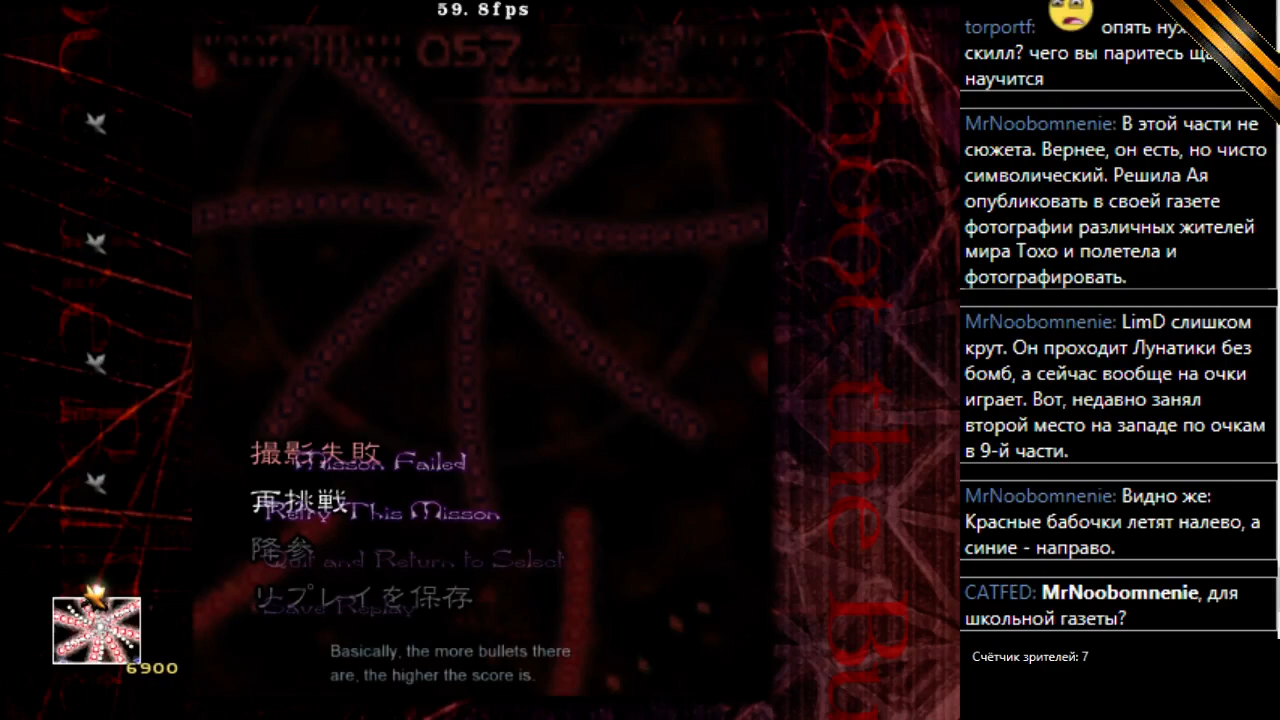 59. 8fps
057
撮影失敗
Misson Failed
再挑戦
Retry This Misson
降参
Quit and Return to Select
リプレイを保存
Save Replay
Basically, the more bullets there
are, the higher the score is.
6900
Shoot the Bu
torportf: опять
скилл? чего вы паритесь
научится
MrNoobomnenie: В этой части не
сюжета. Вернее, он есть, но чисто
символический. Решила Ая
опубликовать в своей газете
фотографии различных жителей
мира Тохо и полетела и
фотографировать.
MrNoobomnenie: LimD слишком
крут. Он проходит Лунатики без
бомб, а сейчас вообще на очки
играет. Вот, недавно занял
второй место на западе по очкам
в 9-й части.
MrNoobomnenie: Видно же:
Красные бабочки летят налево, а
синие - направо.
CATFED: MrNoobomnenie, для
школьной газеты?
Счётчик зрителей: 7